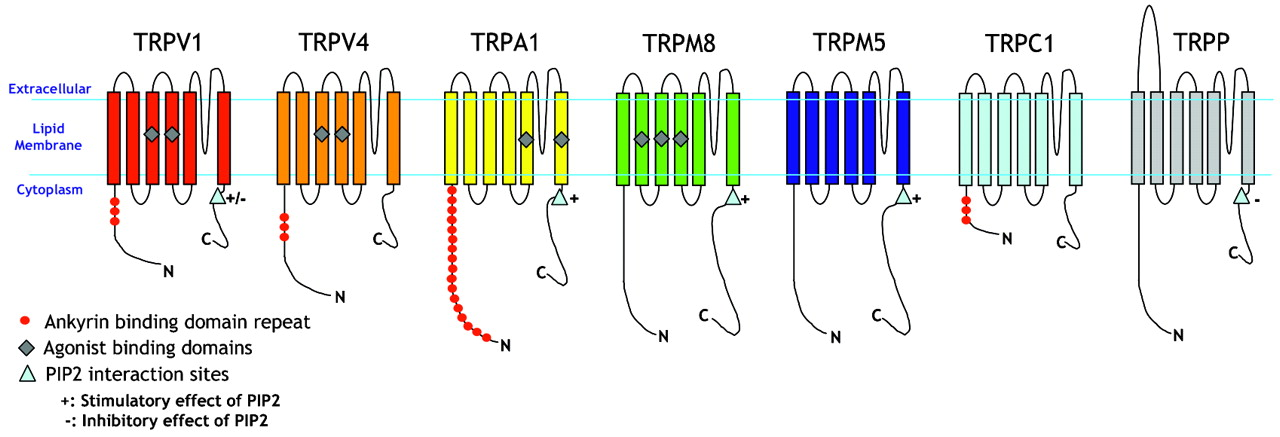 TRPV1 TRPV4 TRPA1 TRPM8 TRPM5 TRPC1 TRPP
Extracellular
Lipid
Membrane
Cytoplasm
+/- + + + -
C C C C C C C
N N N N N N N
Ankyrin binding domain repeat
Agonist binding domains
PIP2 interaction sites
+: Stimulatory effect of PIP2
-: Inhibitory effect of PIP2